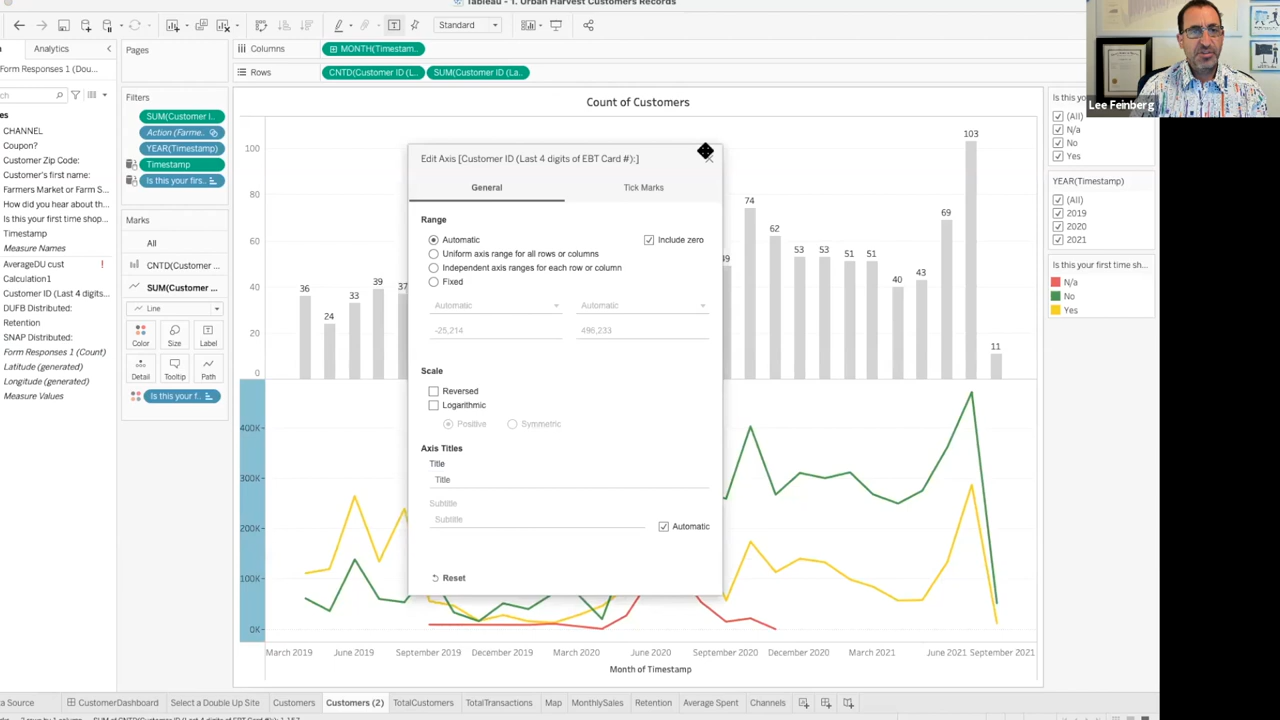 Tableau - 1. Urban Harvest Customers Records
Standard
Analytics
Pages
Columns
MONTH(Timestam..
Form Responses 1 (Dou...
Rows
CNTD(Customer ID (L..
SUM(Customer ID (La..
Filters
SUM(Customer I..
Action (Farme..
YEAR(Timestamp)
Timestamp
Is this your firs..
CHANNEL
Coupon?
Customer Zip Code:
Customer's first name:
Farmers Market or Farm S...
How did you hear about th...
Is this your first time shop...
Timestamp
Measure Names
AverageDU cust !
Calculation1
Customer ID (Last 4 digits...
DUFB Distributed:
Retention
SNAP Distributed:
Form Responses 1 (Count)
Latitude (generated)
Longitude (generated)
Measure Values
Marks
All
CNTD(Customer ...
SUM(Customer ...
Line
Color
Size
Label
Detail
Tooltip
Path
Is this your f..
Count of Customers
100
80
60
40
20
0
36
24
33
39
37
49
74
62
53
53
51
51
40
43
69
103
11
400K
300K
200K
100K
0K
March 2019
June 2019
September 2019
December 2019
March 2020
June 2020
September 2020
December 2020
March 2021
June 2021
September 2021
Month of Timestamp
Edit Axis [Customer ID (Last 4 digits of EBT Card #):]
General
Tick Marks
Range
Automatic
Include zero
Uniform axis range for all rows or columns
Independent axis ranges for each row or column
Fixed
Automatic
Automatic
-25,214
496,233
Scale
Reversed
Logarithmic
Positive
Symmetric
Axis Titles
Title
Title
Subtitle
Subtitle
Automatic
Reset
Lee Feinberg
Is this yo
(All)
N/a
No
Yes
YEAR(Timestamp)
(All)
2019
2020
2021
Is this your first time sh...
N/a
No
Yes
a Source
CustomerDashboard
Select a Double Up Site
Customers
Customers (2)
TotalCustomers
TotalTransactions
Map
MonthlySales
Retention
Average Spent
Channels